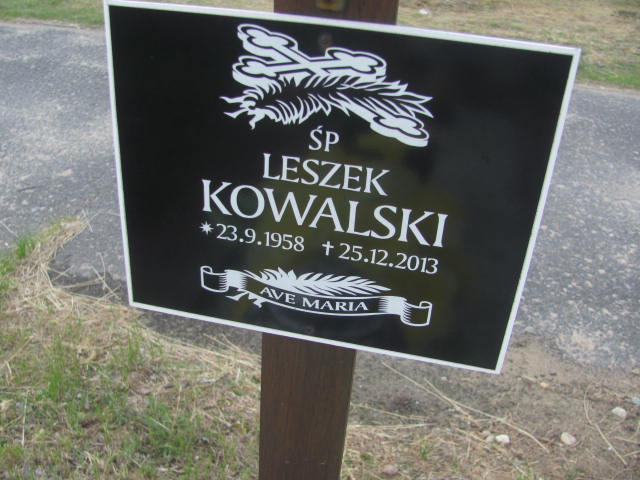 ŚP
LESZEK
KOWALSKI
*23.9.1958 †25.12.2013
AVE MARIA